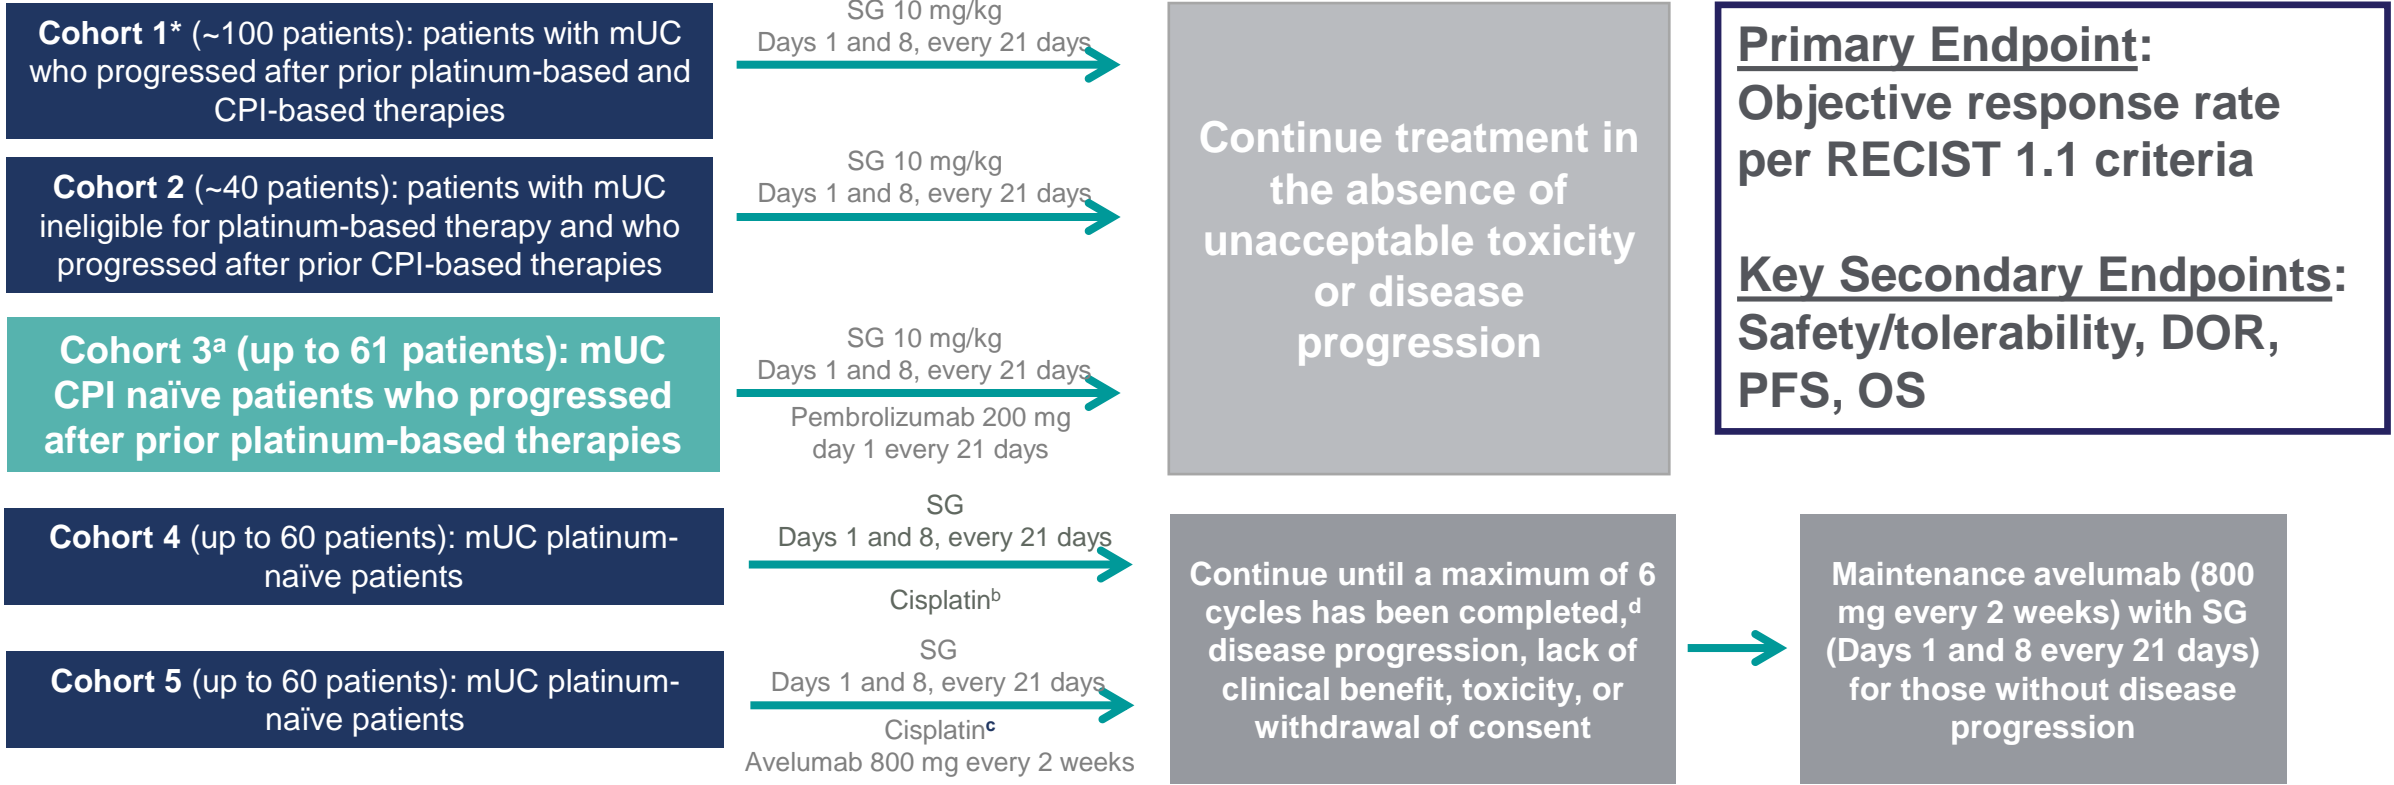 Cohort 1* (~100 patients): patients with mUC
who progressed after prior platinum-based and
CPI-based therapies
SG 10 mg/kg
Days 1 and 8, every 21 days
Cohort 2 (~40 patients): patients with mUC
ineligible for platinum-based therapy and who
progressed after prior CPI-based therapies
SG 10 mg/kg
Days 1 and 8, every 21 days
Cohort 3ᵃ (up to 61 patients): mUC
CPI naïve patients who progressed
after prior platinum-based therapies
SG 10 mg/kg
Days 1 and 8, every 21 days
Pembrolizumab 200 mg
day 1 every 21 days
Continue treatment in
the absence of
unacceptable toxicity
or disease
progression
Primary Endpoint:
Objective response rate
per RECIST 1.1 criteria
Key Secondary Endpoints:
Safety/tolerability, DOR,
PFS, OS
Cohort 4 (up to 60 patients): mUC platinum-
naïve patients
SG
Days 1 and 8, every 21 days
Cisplatinᵇ
Cohort 5 (up to 60 patients): mUC platinum-
naïve patients
SG
Days 1 and 8, every 21 days
Cisplatinᶜ
Avelumab 800 mg every 2 weeks
Continue until a maximum of 6
cycles has been completed,ᵈ
disease progression, lack of
clinical benefit, toxicity, or
withdrawal of consent
Maintenance avelumab (800
mg every 2 weeks) with SG
(Days 1 and 8 every 21 days)
for those without disease
progression